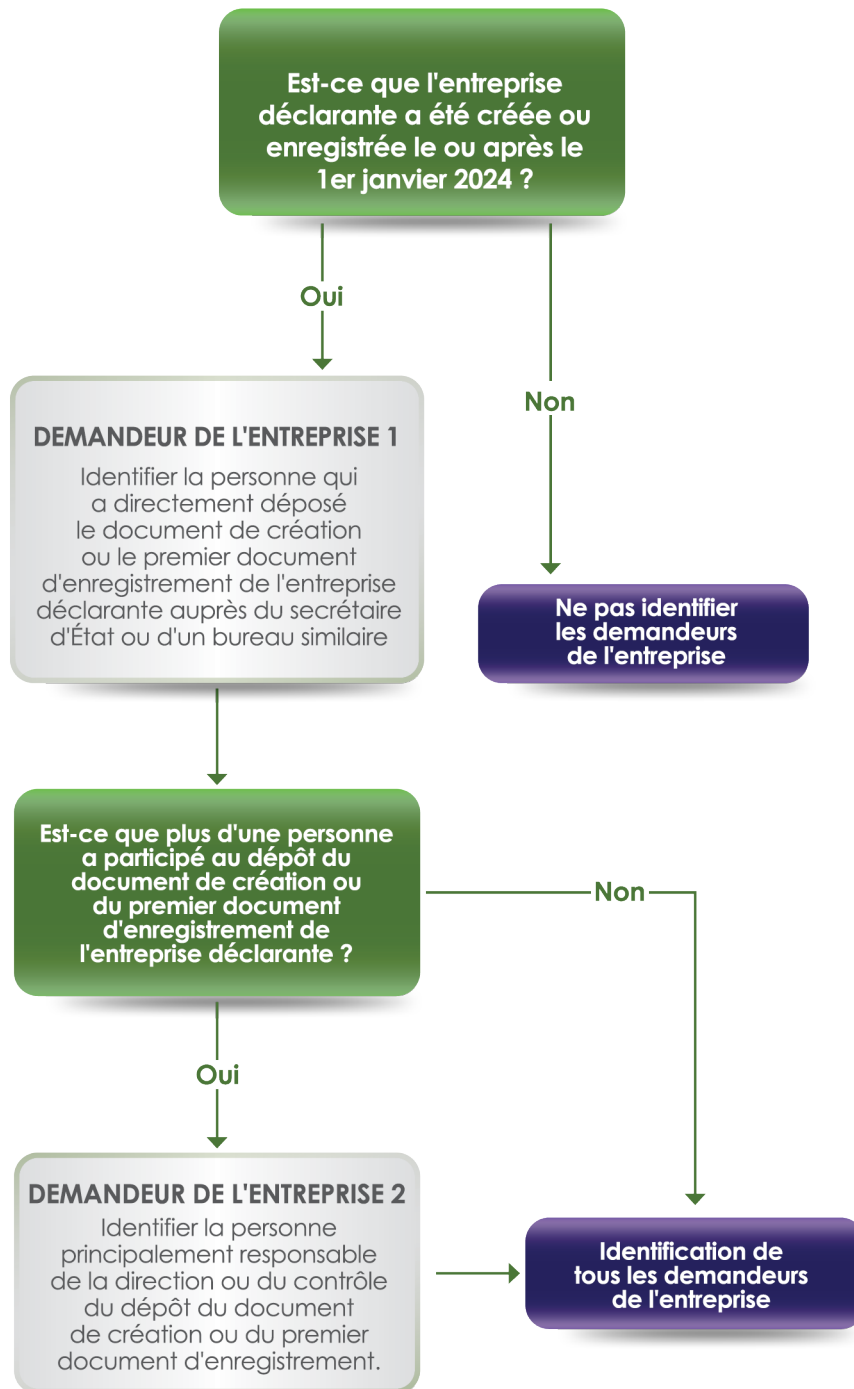 Est-ce que l'entreprise
déclarante a été créée ou
enregistrée le ou après le
1er janvier 2024 ?
Oui
Non
DEMANDEUR DE L'ENTREPRISE 1
Identifier la personne qui
a directement déposé
le document de création
ou le premier document
d'enregistrement de l'entreprise
déclarante auprès du secrétaire
d'État ou d'un bureau similaire
Ne pas identifier
les demandeurs
de l'entreprise
Est-ce que plus d'une personne
a participé au dépôt du
document de création ou
du premier document
d'enregistrement de
l'entreprise déclarante ?
Non
Oui
DEMANDEUR DE L'ENTREPRISE 2
Identifier la personne
principalement responsable
de la direction ou du contrôle
du dépôt du document
de création ou du premier
document d'enregistrement.
Identification de
tous les demandeurs
de l'entreprise